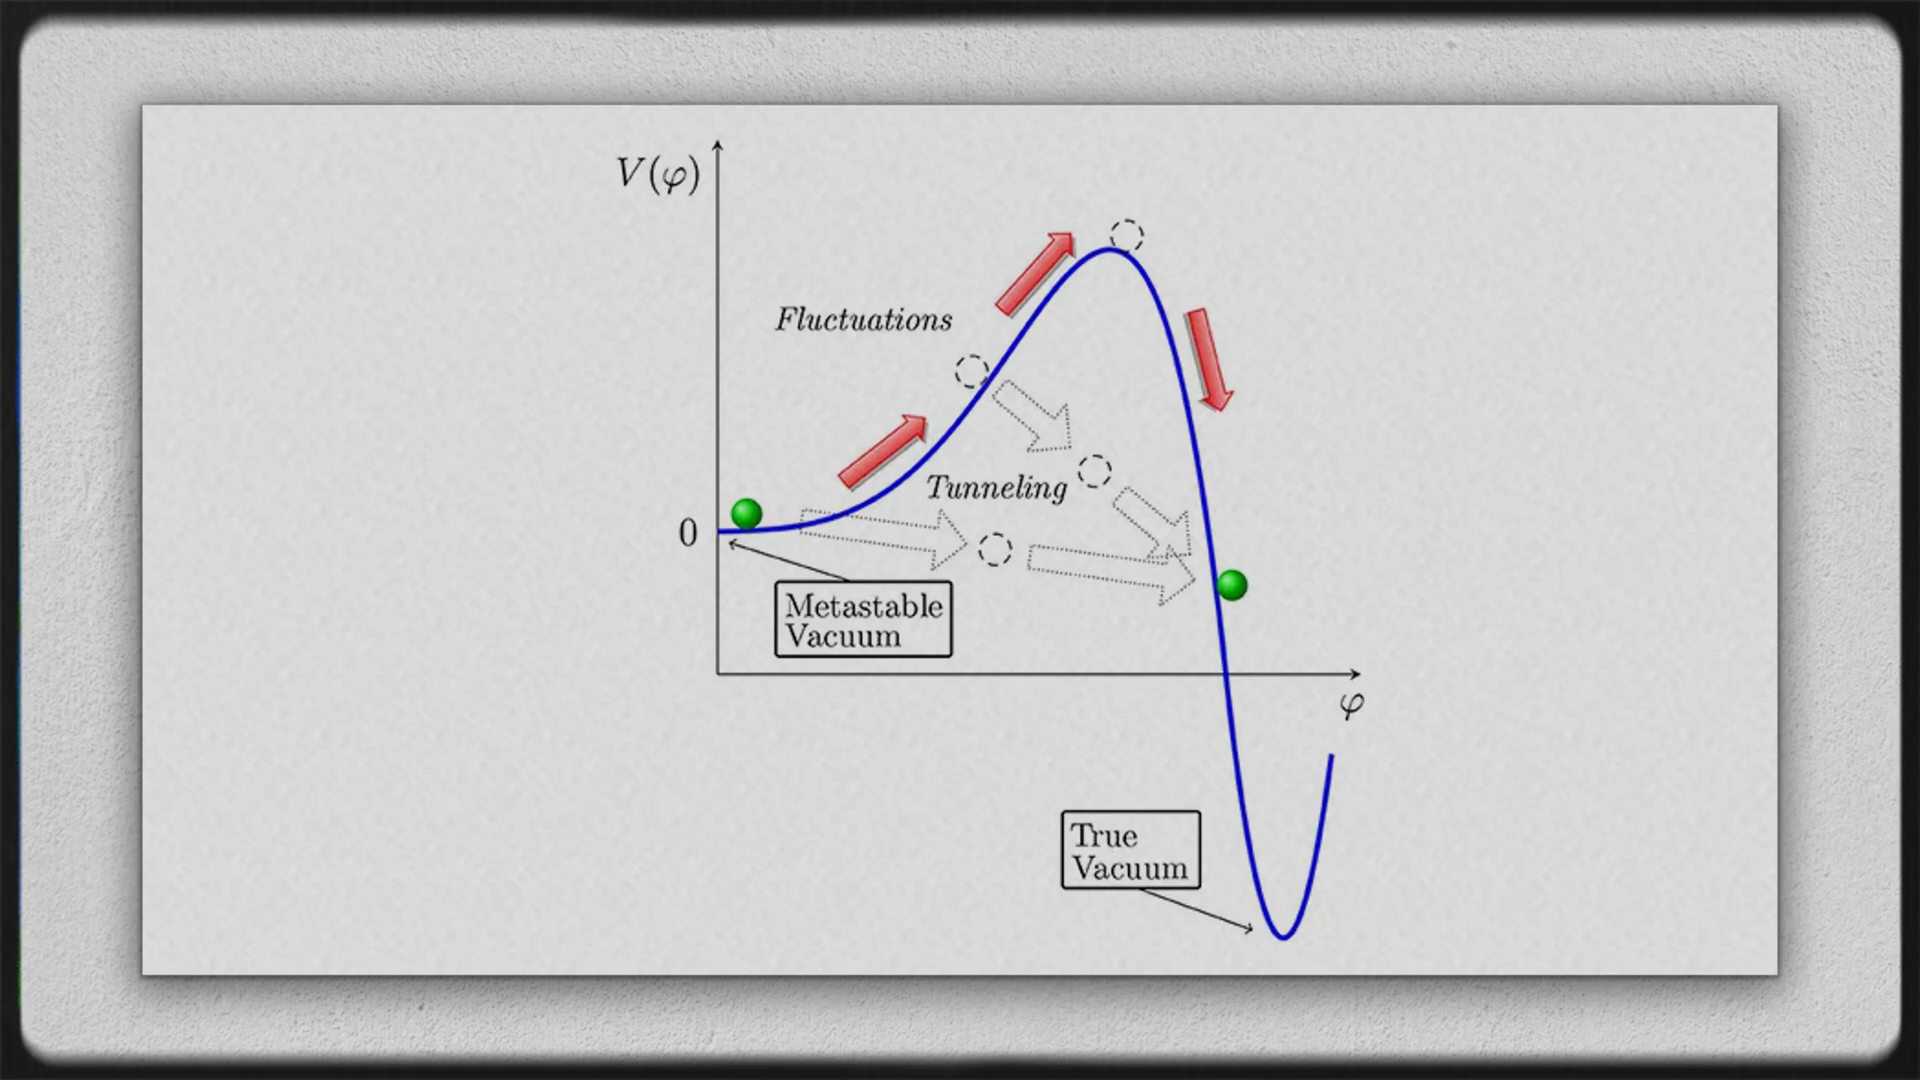 V(φ)
Fluctuations
Tunneling
0
Metastable
Vacuum
φ
True
Vacuum